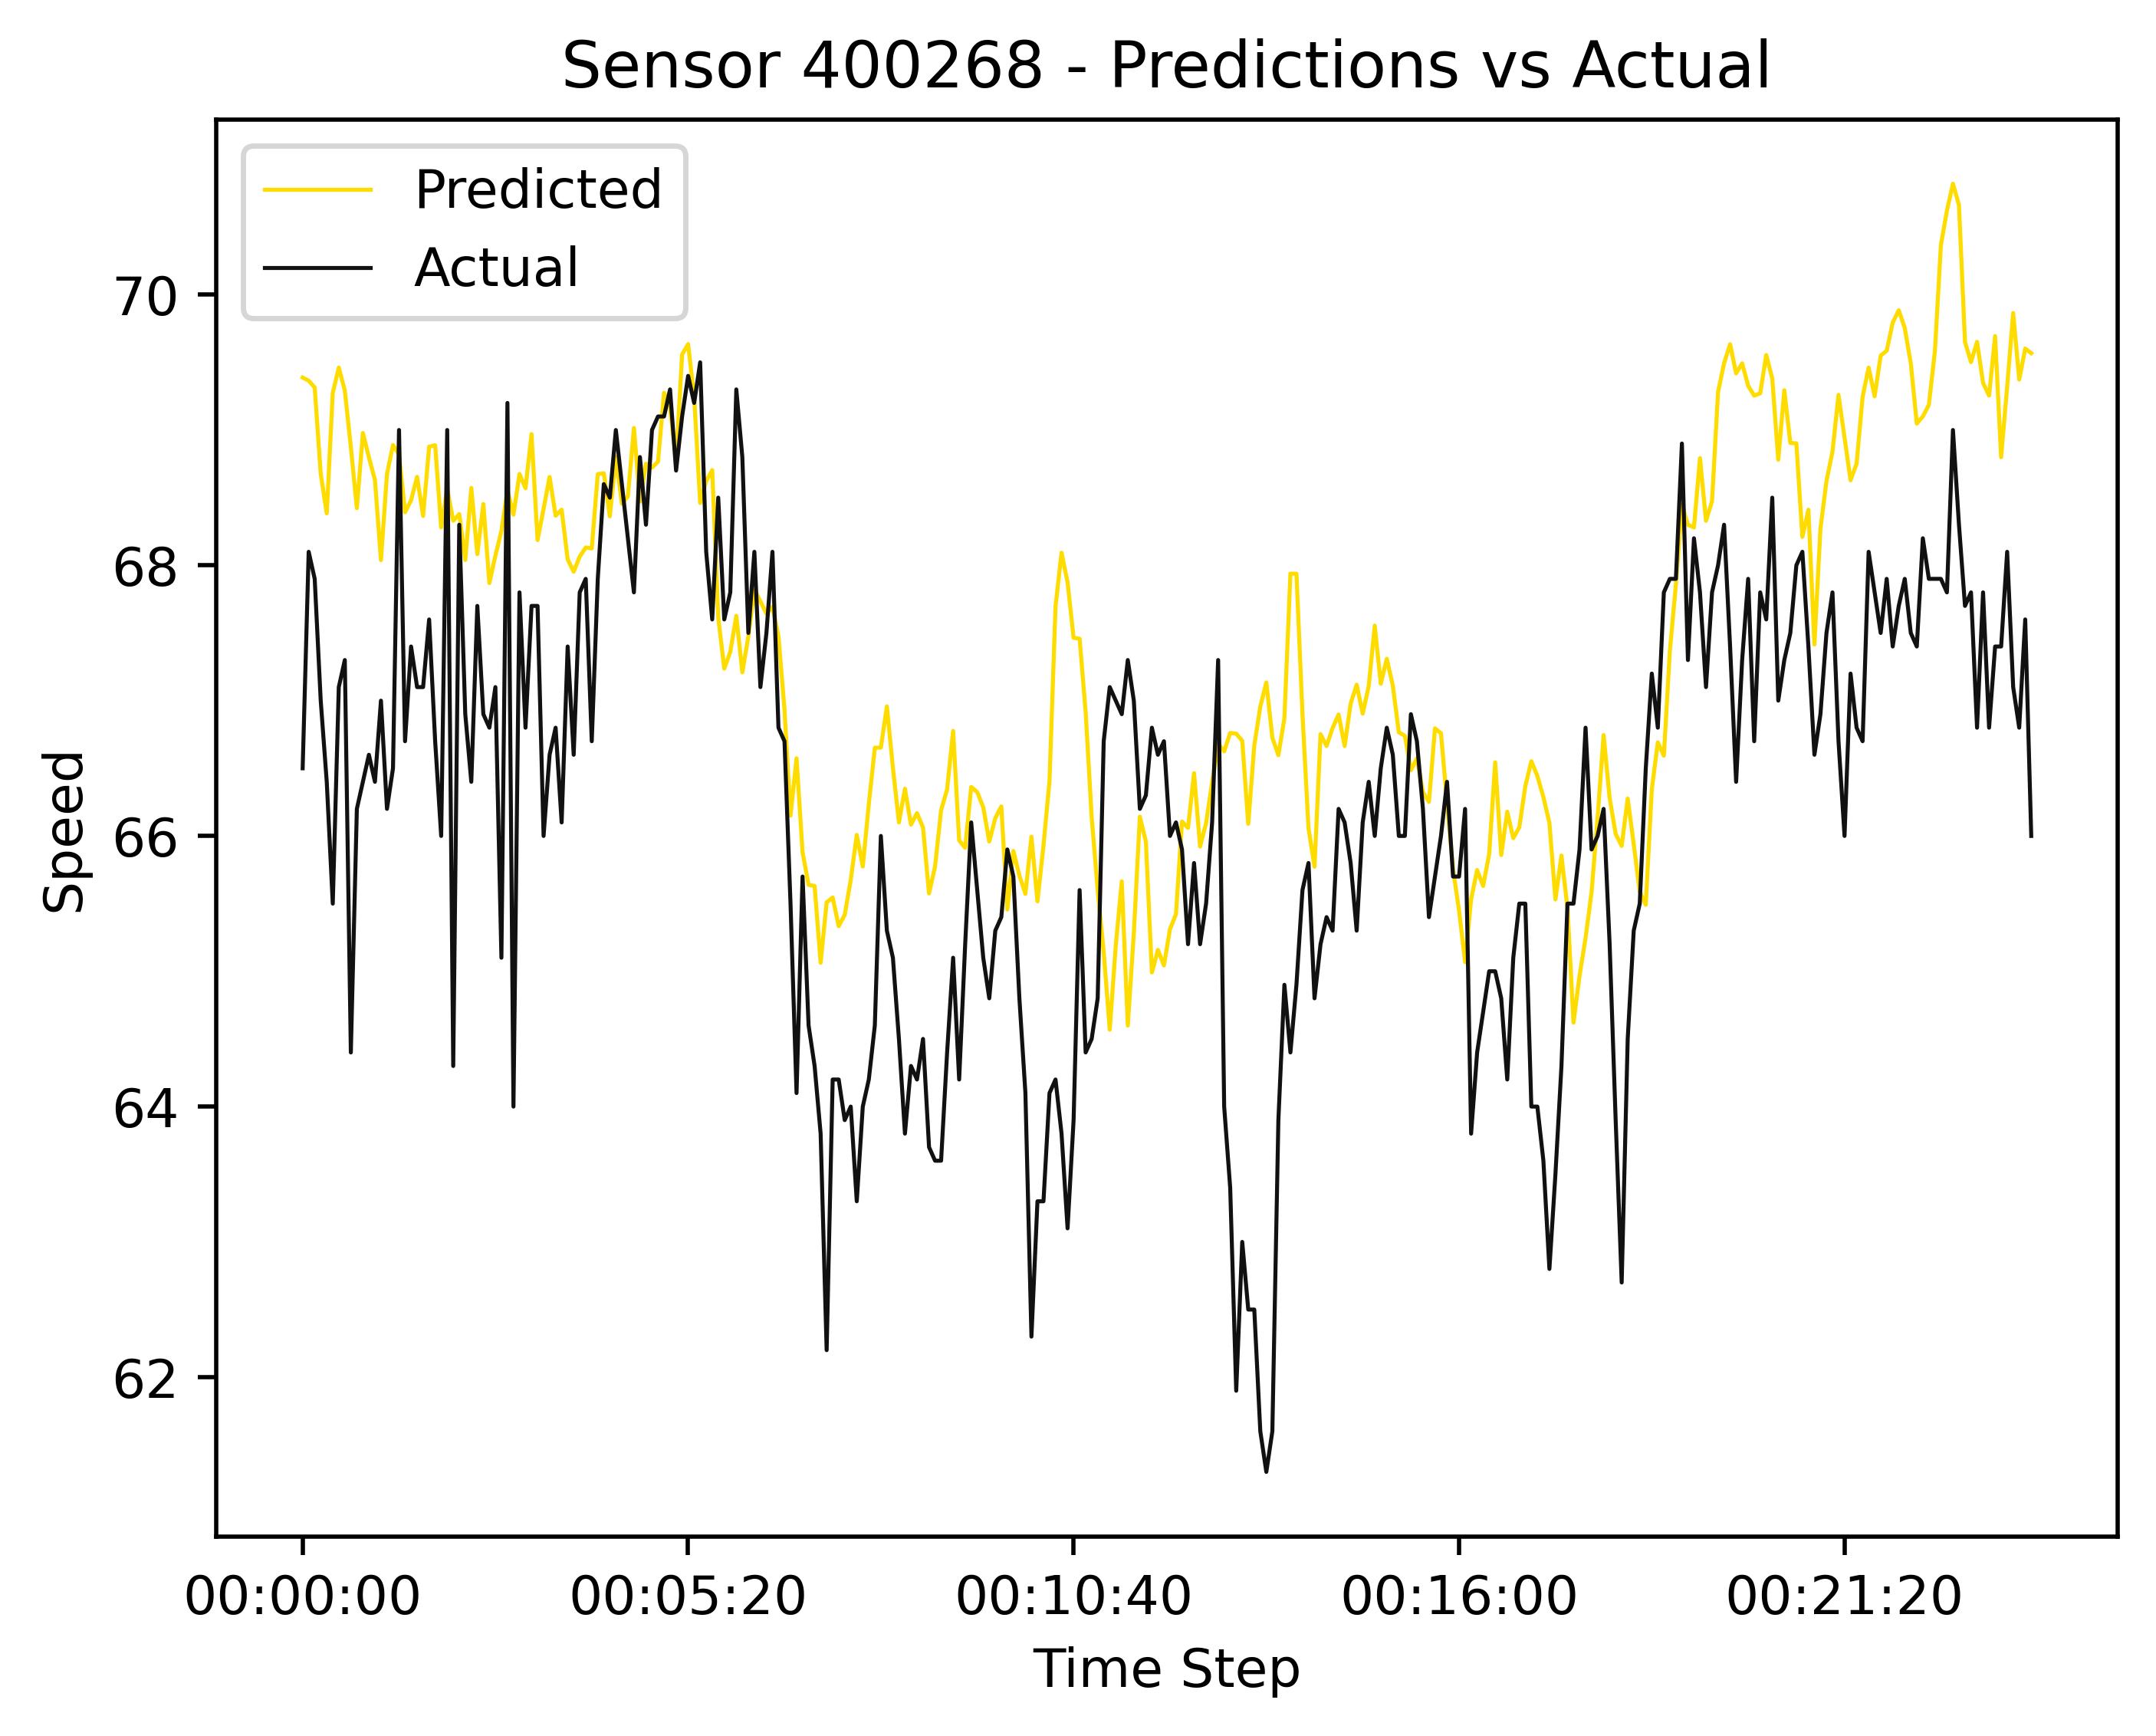 Sensor 400268 - Predictions vs Actual
Predicted
Actual
70
68
66
64
62
Speed
00:00:00 00:05:20 00:10:40 00:16:00 00:21:20
Time Step